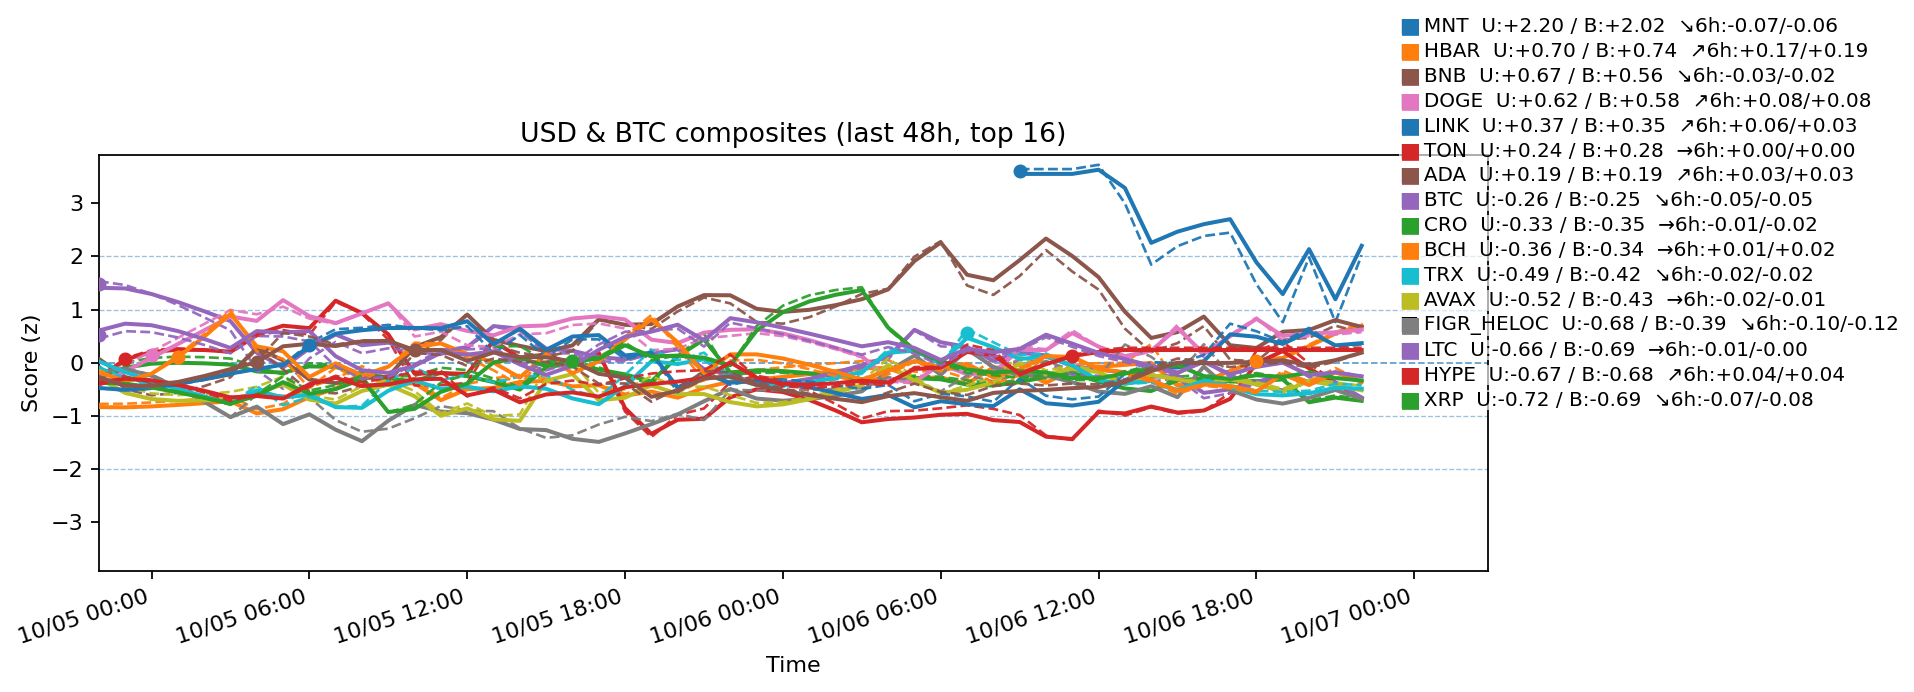 USD & BTC composites (last 48h, top 16)
MNT U:+2.20 / B:+2.02 ↘6h:-0.07/-0.06
HBAR U:+0.70 / B:+0.74 ↗6h:+0.17/+0.19
BNB U:+0.67 / B:+0.56 ↘6h:-0.03/-0.02
DOGE U:+0.62 / B:+0.58 ↗6h:+0.08/+0.08
LINK U:+0.37 / B:+0.35 ↗6h:+0.06/+0.03
TON U:+0.24 / B:+0.28 →6h:+0.00/+0.00
ADA U:+0.19 / B:+0.19 ↗6h:+0.03/+0.03
BTC U:-0.26 / B:-0.25 ↘6h:-0.05/-0.05
CRO U:-0.33 / B:-0.35 →6h:-0.01/-0.02
BCH U:-0.36 / B:-0.34 →6h:+0.01/+0.02
TRX U:-0.49 / B:-0.42 ↘6h:-0.02/-0.02
AVAX U:-0.52 / B:-0.43 →6h:-0.02/-0.01
FIGR_HELOC U:-0.68 / B:-0.39 ↘6h:-0.10/-0.12
LTC U:-0.66 / B:-0.69 →6h:-0.01/-0.00
HYPE U:-0.67 / B:-0.68 ↗6h:+0.04/+0.04
XRP U:-0.72 / B:-0.69 ↘6h:-0.07/-0.08
Score (z)
3
2
1
0
−1
−2
−3
10/05 00:00
10/05 06:00
10/05 12:00
10/05 18:00
10/06 00:00
10/06 06:00
10/06 12:00
10/06 18:00
10/07 00:00
Time